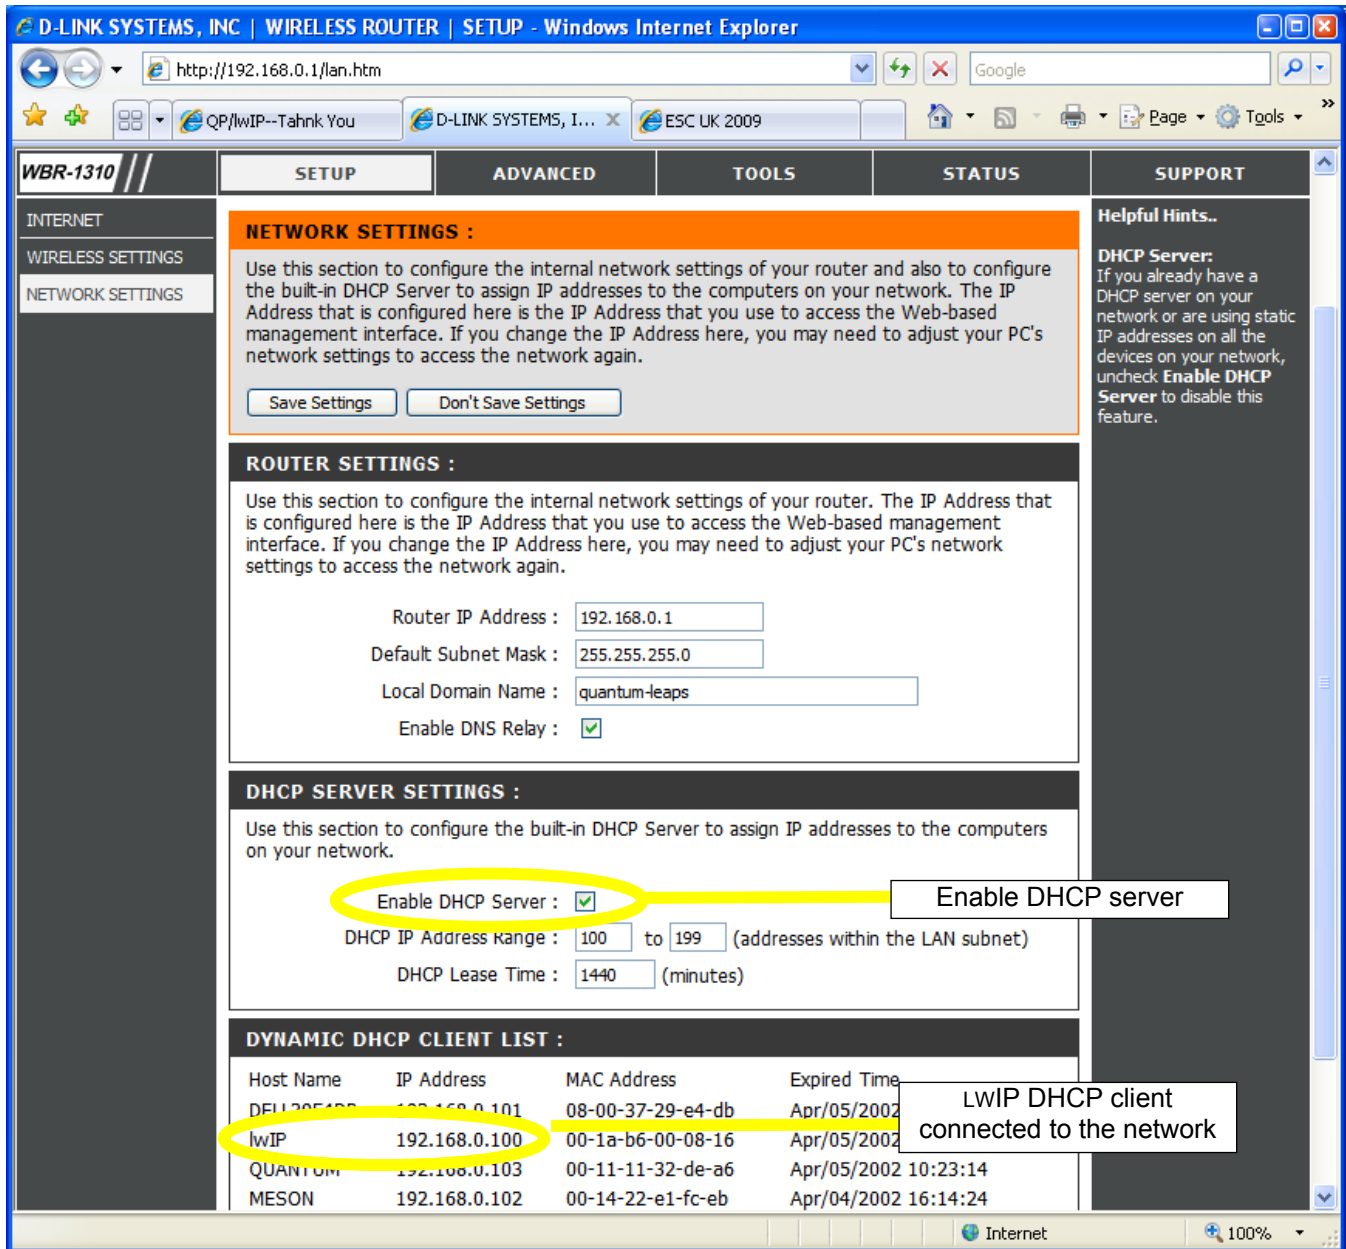 D-LINK SYSTEMS, INC | WIRELESS ROUTER | SETUP - Windows Internet Explorer
http://192.168.0.1/lan.htm
Google
QP/lwIP--Tahnk You
D-LINK SYSTEMS, I...
ESC UK 2009
Page
Tools
WBR-1310
SETUP
ADVANCED
TOOLS
STATUS
SUPPORT
INTERNET
WIRELESS SETTINGS
NETWORK SETTINGS
NETWORK SETTINGS :
Use this section to configure the internal network settings of your router and also to configure
the built-in DHCP Server to assign IP addresses to the computers on your network. The IP
Address that is configured here is the IP Address that you use to access the Web-based
management interface. If you change the IP Address here, you may need to adjust your PC's
network settings to access the network again.
Save Settings
Don't Save Settings
ROUTER SETTINGS :
Use this section to configure the internal network settings of your router. The IP Address that
is configured here is the IP Address that you use to access the Web-based management
interface. If you change the IP Address here, you may need to adjust your PC's network
settings to access the network again.
Router IP Address : 192.168.0.1
Default Subnet Mask : 255.255.255.0
Local Domain Name : quantum-leaps
Enable DNS Relay :
DHCP SERVER SETTINGS :
Use this section to configure the built-in DHCP Server to assign IP addresses to the computers
on your network.
Enable DHCP Server :
Enable DHCP server
DHCP IP Address Range : 100 to 199 (addresses within the LAN subnet)
DHCP Lease Time : 1440 (minutes)
DYNAMIC DHCP CLIENT LIST :
Host Name IP Address MAC Address Expired Time
192.168.0.101 08-00-37-29-e4-db Apr/05/2002
lwIP 192.168.0.100 00-1a-b6-00-08-16 Apr/05/2002
QUANTUM 192.168.0.103 00-11-11-32-de-a6 Apr/05/2002 10:23:14
MESON 192.168.0.102 00-14-22-e1-fc-eb Apr/04/2002 16:14:24
LWIP DHCP client
connected to the network
Helpful Hints..
DHCP Server:
If you already have a
DHCP server on your
network or are using static
IP addresses on all the
devices on your network,
uncheck Enable DHCP
Server to disable this
feature.
Internet
100%